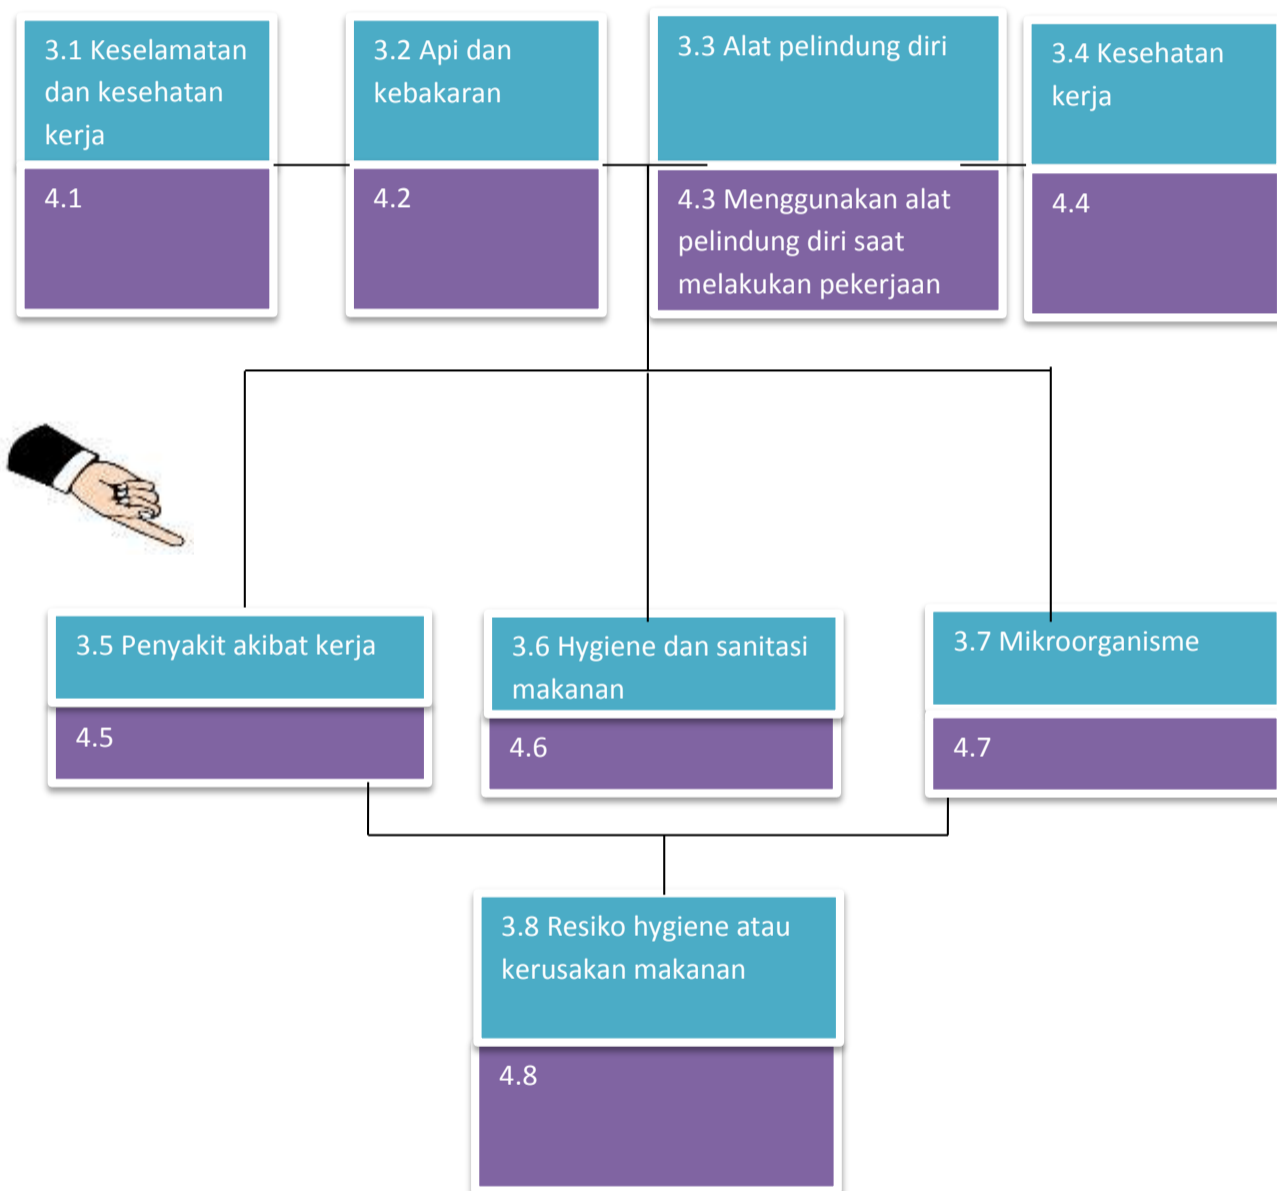 3.1 Keselamatan
dan kesehatan
kerja
4.1
3.2 Api dan
kebakaran
4.2
3.3 Alat pelindung diri
4.3 Menggunakan alat
pelindung diri saat
melakukan pekerjaan
3.4 Kesehatan
kerja
4.4
3.5 Penyakit akibat kerja
4.5
3.6 Hygiene dan sanitasi
makanan
4.6
3.7 Mikroorganisme
4.7
3.8 Resiko hygiene atau
kerusakan makanan
4.8